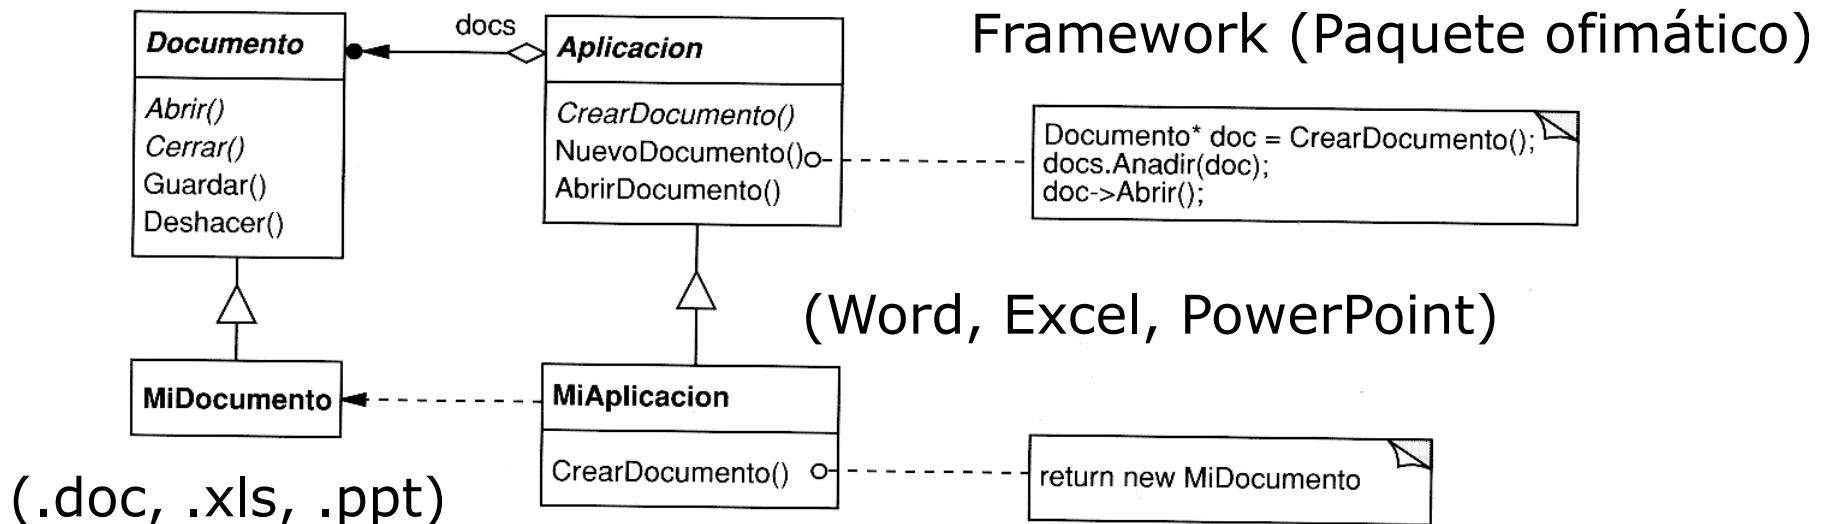 docs
Framework (Paquete ofimático)
Documento
Abrir()
Cerrar()
Guardar()
Deshacer()
Aplicacion
CrearDocumento()
NuevoDocumento()
AbrirDocumento()
Documento* doc = CrearDocumento();
docs.Anadir(doc);
doc->Abrir();
(Word, Excel, PowerPoint)
MiDocumento
MiAplicacion
CrearDocumento()
return new MiDocumento
(.doc, .xls, .ppt)